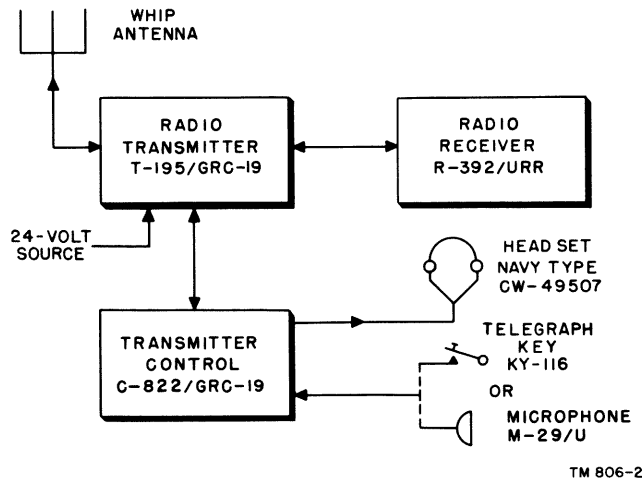 WHIP
ANTENNA
RADIO
TRANSMITTER
T-195/GRC-19
RADIO
RECEIVER
R-392/URR
24-VOLT
SOURCE
HEAD SET
NAVY TYPE
CW-49507
TRANSMITTER
CONTROL
C-822/GRC-19
TELEGRAPH
KEY
KY-116
OR
MICROPHONE
M-29/U
TM 806-2